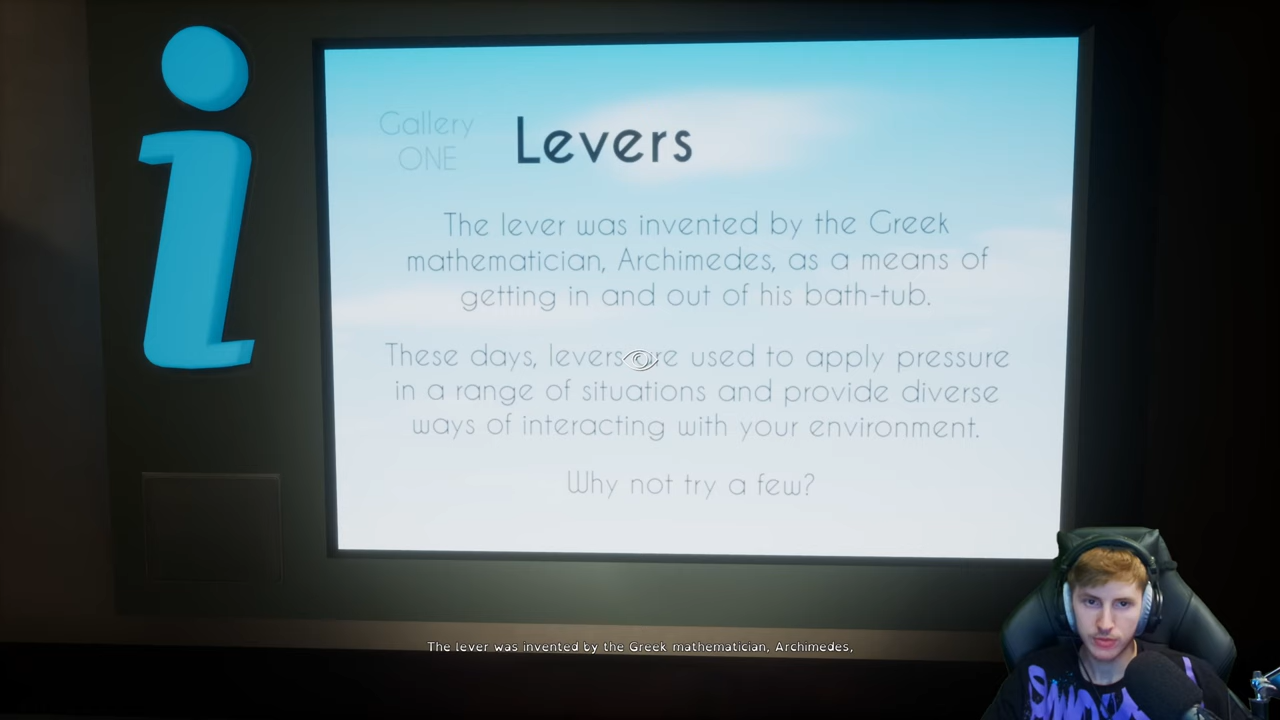 Gallery
ONE
Levers
The lever was invented by the Greek
mathematician, Archimedes, as a means of
getting in and out of his bath-tub.
These days, levers are used to apply pressure
in a range of situations and provide diverse
ways of interacting with your environment.
Why not try a few?
The lever was invented by the Greek mathematician, Archimedes,